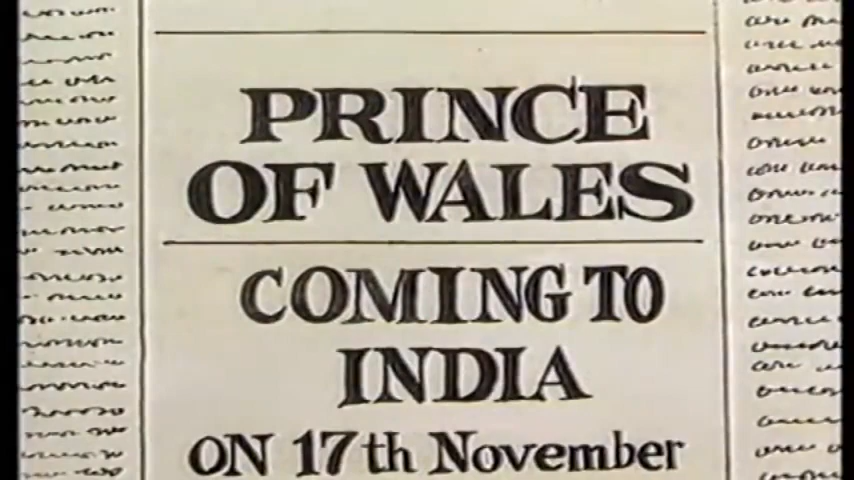 PRINCE
OF WALES
COMING TO
INDIA
ON 17th November